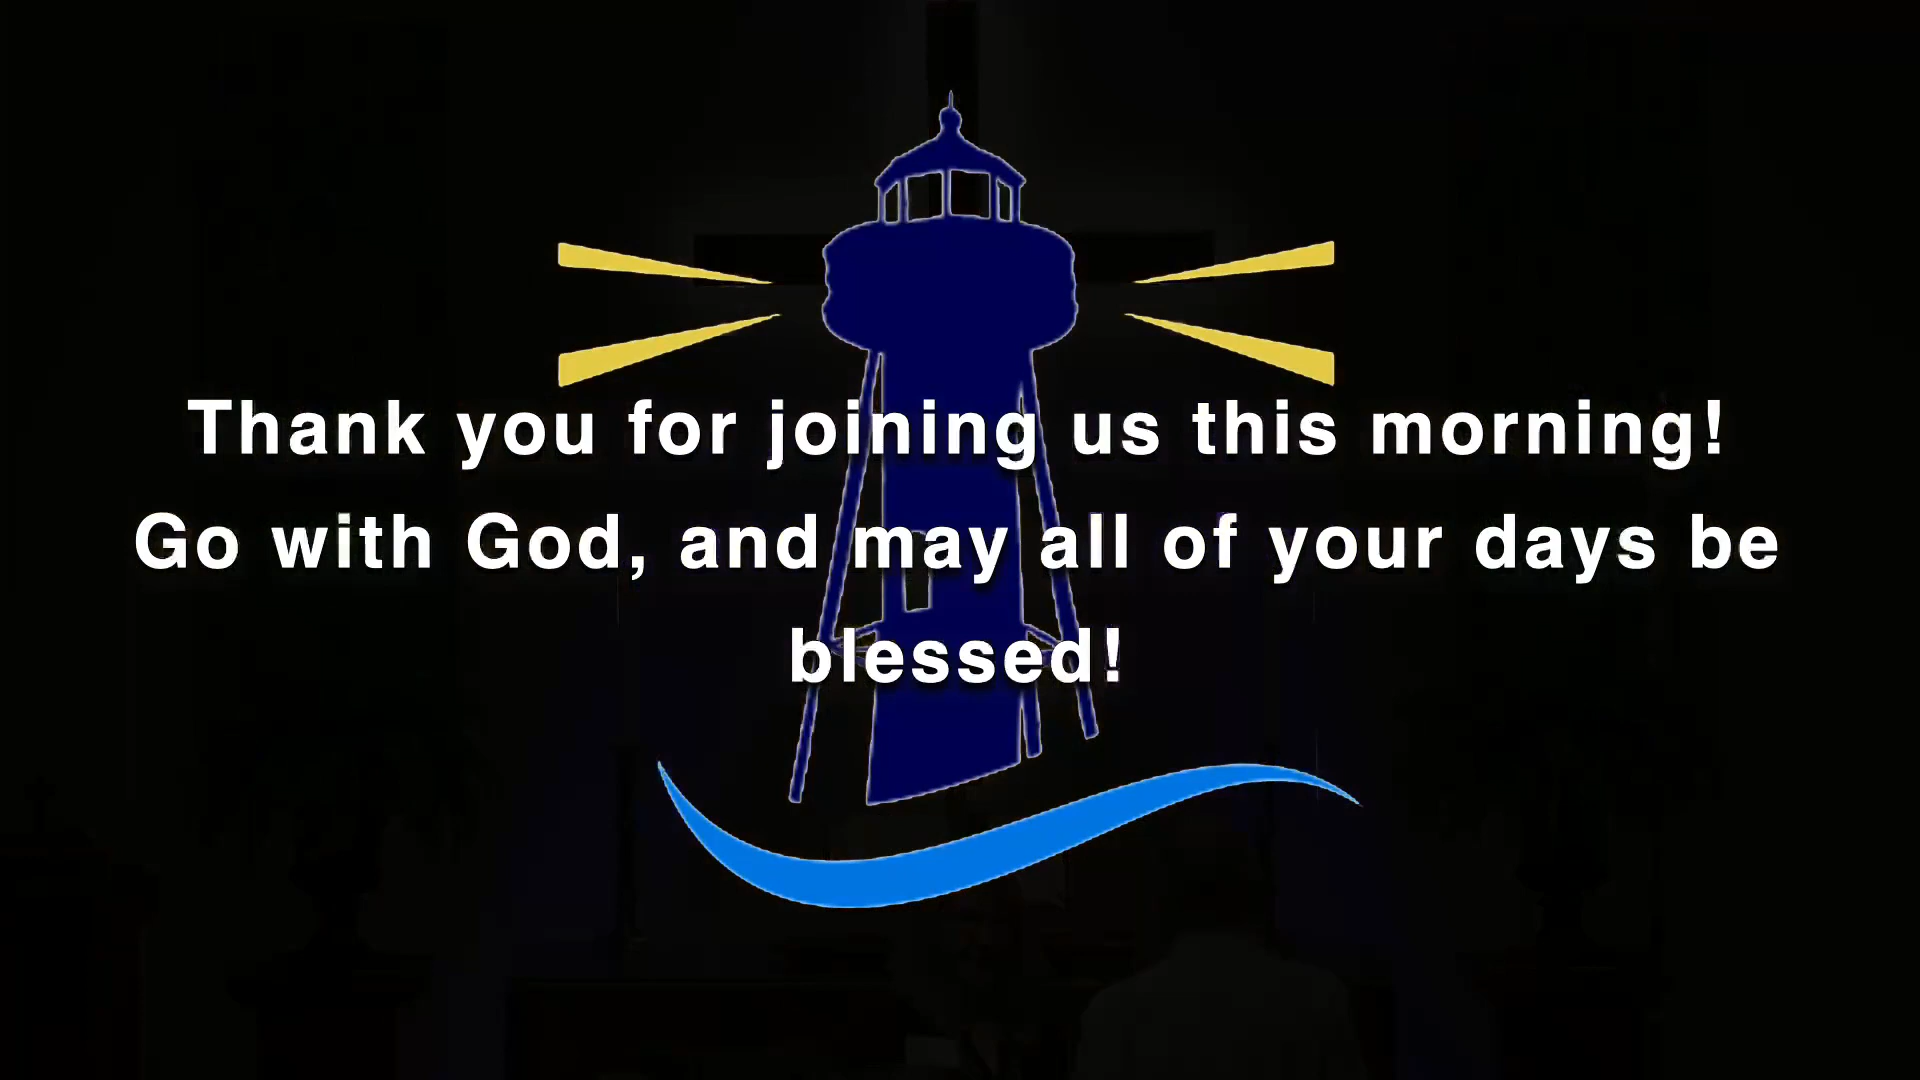 Thank you for joining us this morning!
Go with God, and may all of your days be
blessed!